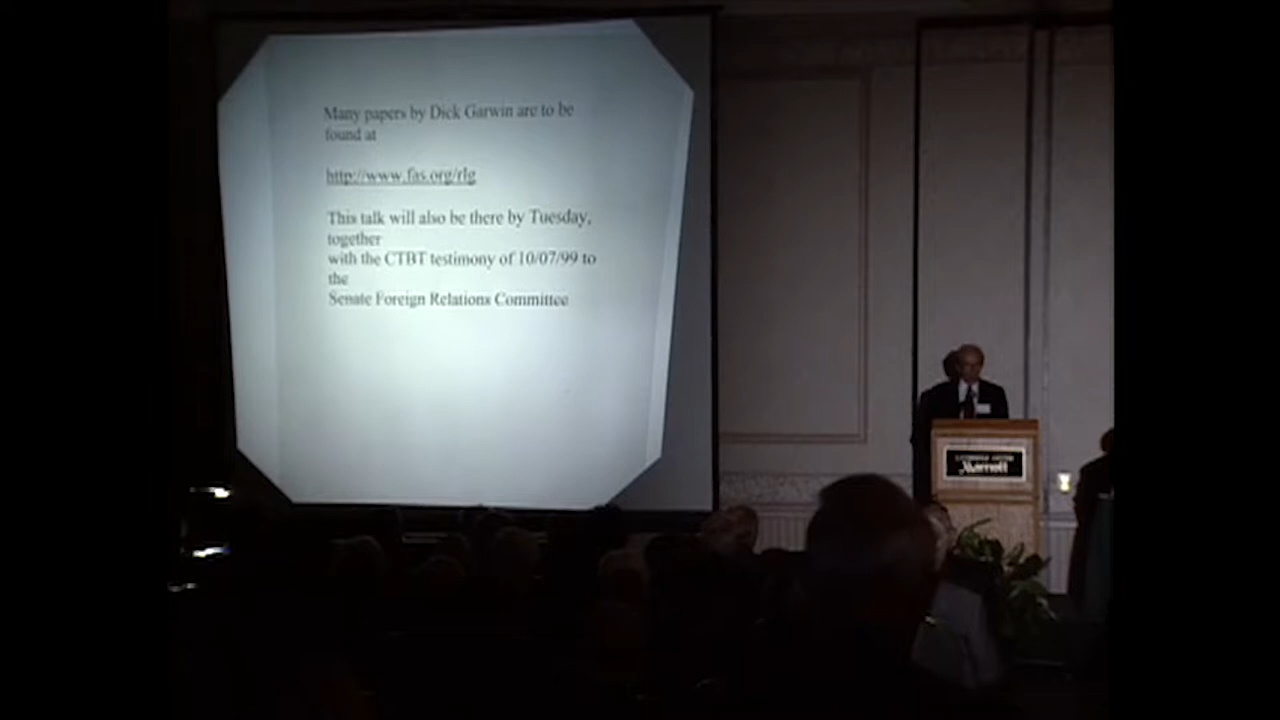 Many papers by Dick Garwin are to be
found at
http://www.fas.org/rlg
This talk will also be there by Tuesday,
together
with the CTBT testimony of 10/07/99 to
the
Senate Foreign Relations Committee
Marriott